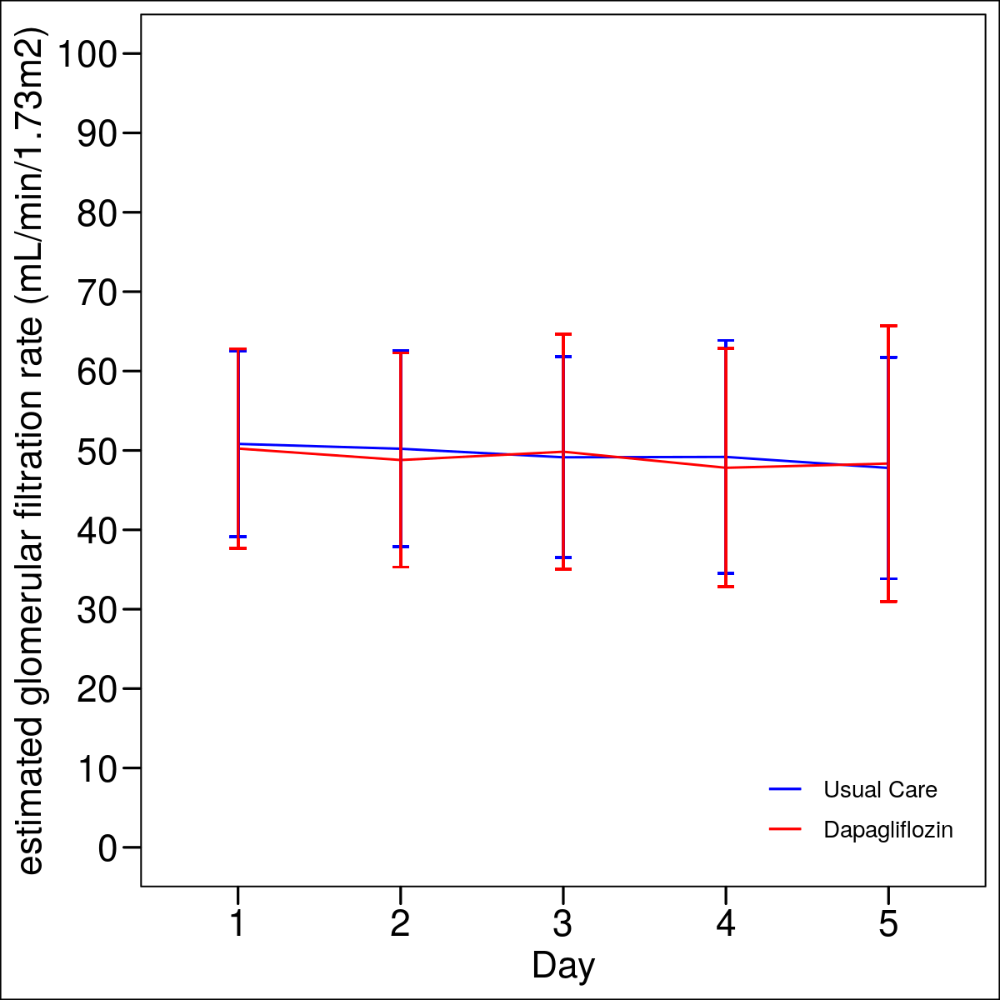 estimated glomerular filtration rate (mL/min/1.73m2)
100
90
80
70
60
50
40
30
20
10
0
Usual Care
Dapagliflozin
1 2 3 4 5
Day